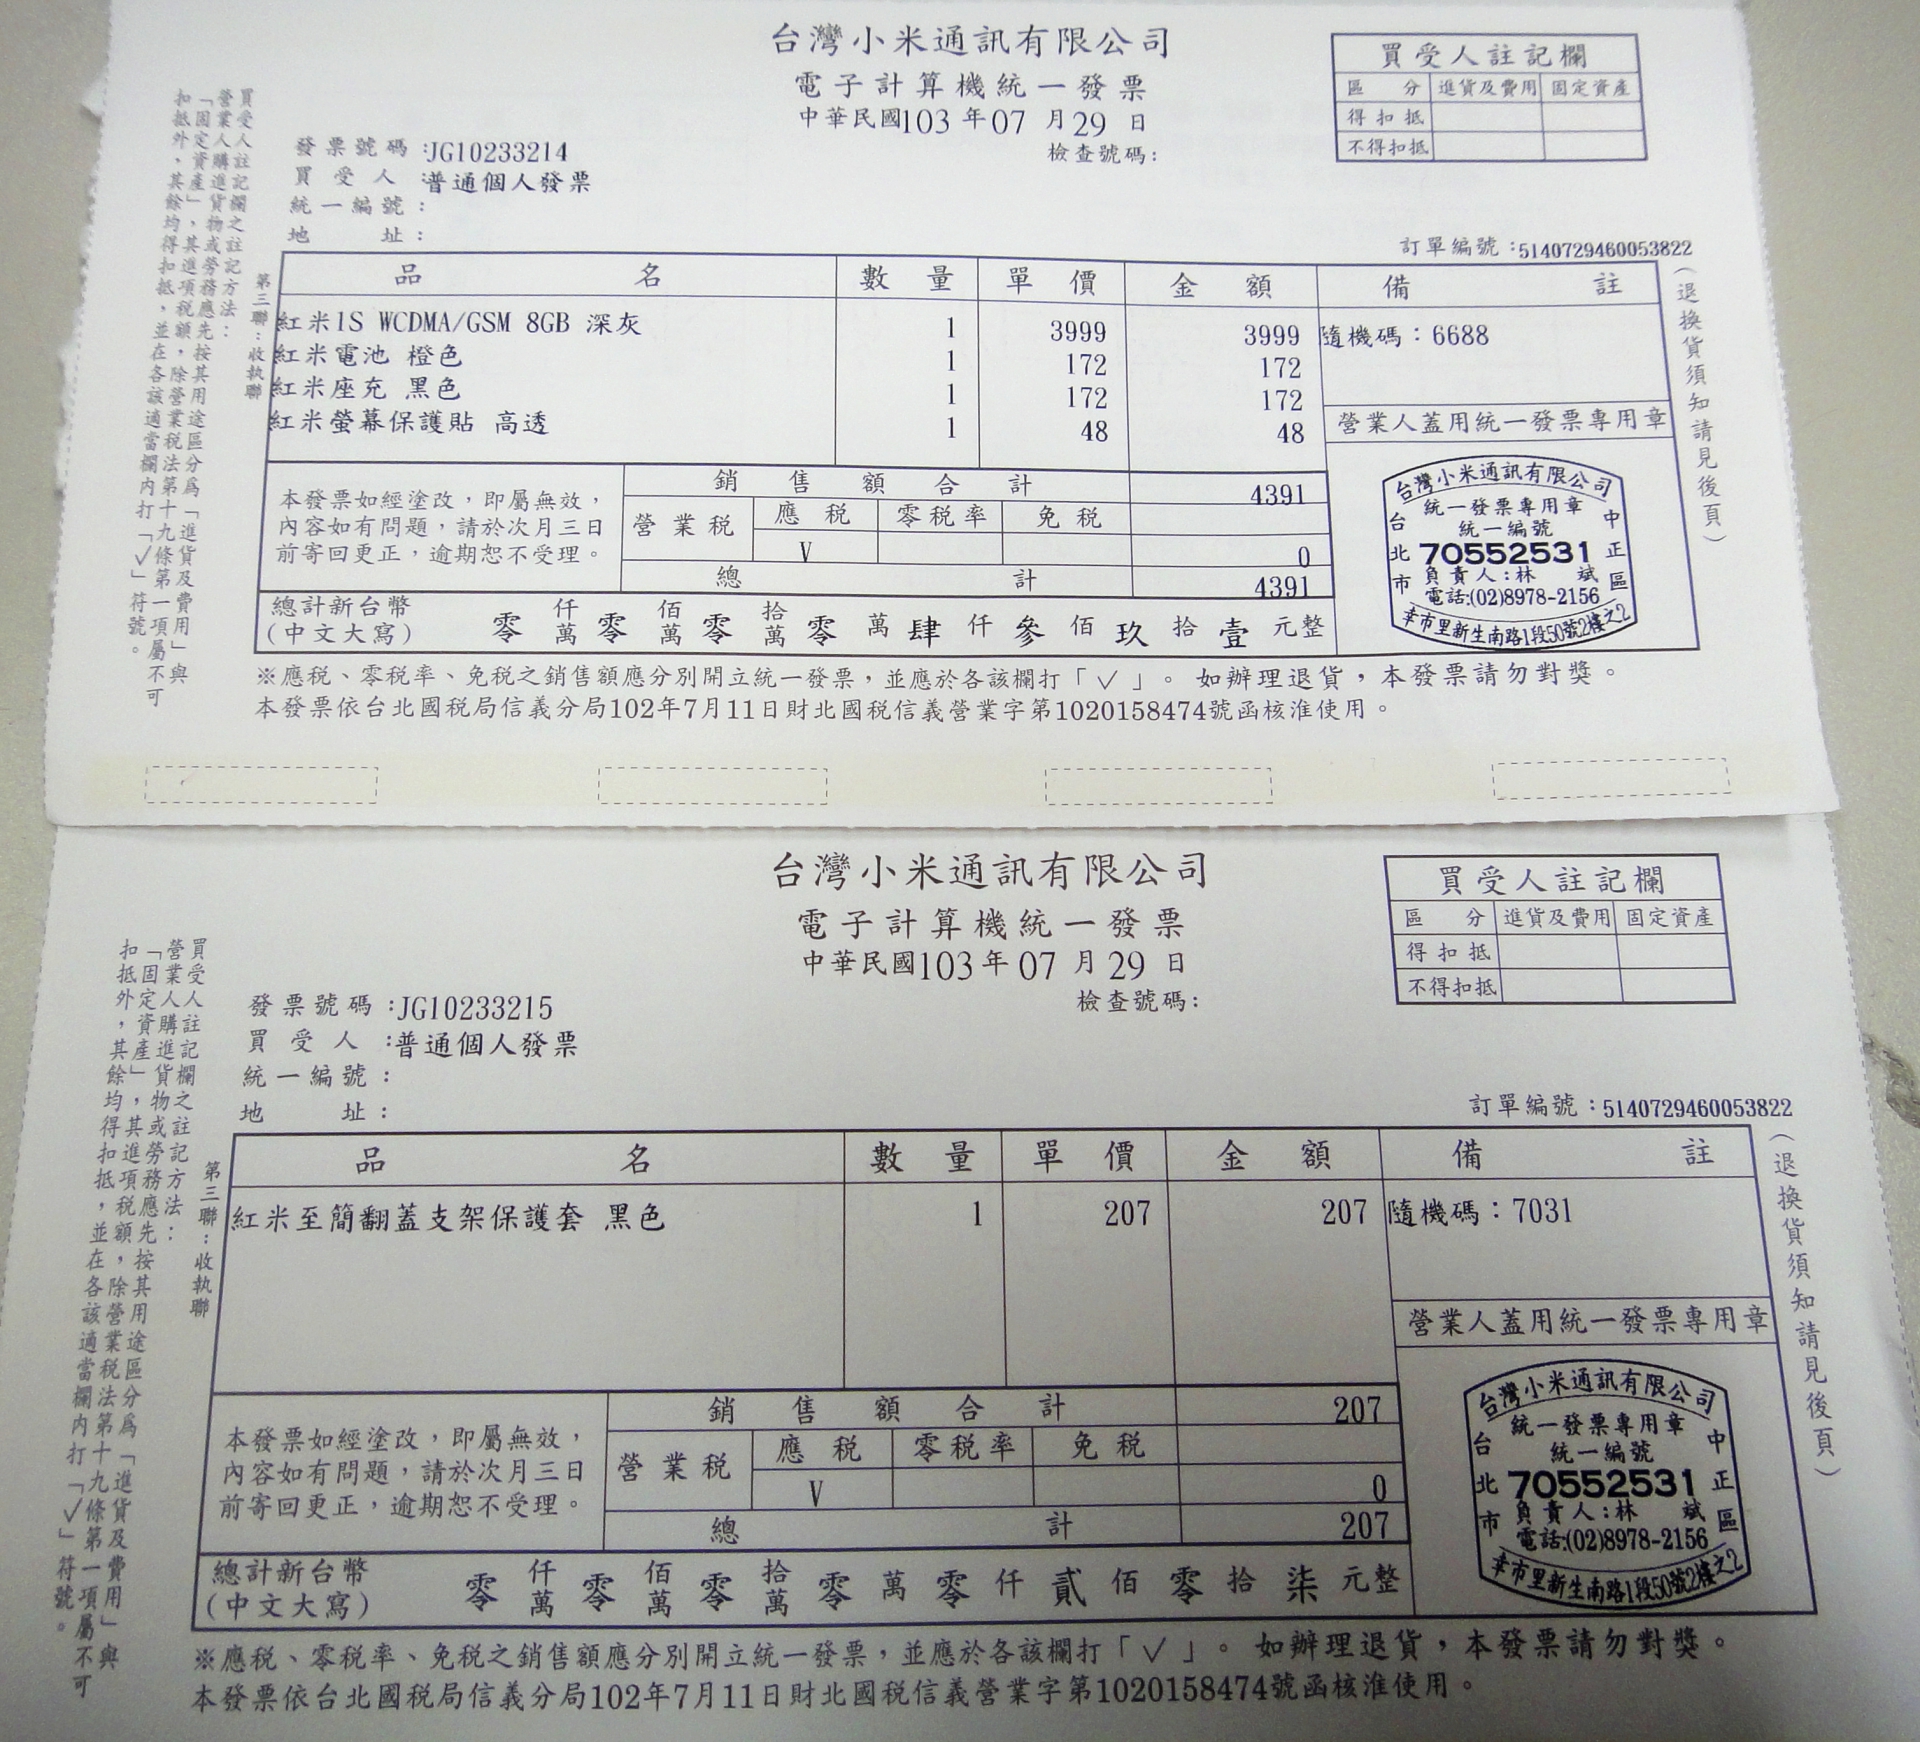 台灣小米通訊有限公司
電子計算機統一發票
中華民國103年07月29日
檢查號碼:
買受人註記欄
區 分 進貨及費用 固定資產
得扣抵
不得扣抵
發票號碼:JG10233214
買受人:普通個人發票
統一編號:
地 址:
訂單編號:5140729460053822
品 名 數量 單價 金額 備 註
紅米1S WCDMA/GSM 8GB 深灰 1 3999 3999 隨機碼:6688
紅米電池 橙色 1 172 172
紅米座充 黑色 1 172 172
紅米螢幕保護貼 高透 1 48 48
營業人蓋用統一發票專用章
銷售額合計 4391
本發票如經塗改,即屬無效,
內容如有問題,請於次月三日
前寄回更正,逾期恕不受理。
營業稅 應稅 零稅率 免稅
V 0
總 計 4391
總計新台幣
(中文大寫)
零仟萬零佰萬零拾萬零萬肆仟參佰玖拾壹元整
台灣小米通訊有限公司
統一發票專用章
統一編號
70552531
負責人:林 斌
電話:(02)8978-2156
台北市
中正區
幸市里新生南路1段50號2樓之2
※應稅、零稅率、免稅之銷售額應分別開立統一發票,並應於各該欄打「✓」。 如辦理退貨,本發票請勿對獎。
本發票依台北國稅局信義分局102年7月11日財北國稅信義營業字第1020158474號函核准使用。
買受人註記欄之註記方法:
營業人購進貨物或勞務應先按其用途區分為「進貨及費用」與
「固定資產」,其進項稅額,除營業稅法第十九條第一項屬不可
扣抵外,其餘均得扣抵,並在各該適當欄內打「✓」符號。
第三聯:收執聯
(退換貨須知請見後頁)
台灣小米通訊有限公司
電子計算機統一發票
中華民國103年07月29日
檢查號碼:
買受人註記欄
區 分 進貨及費用 固定資產
得扣抵
不得扣抵
發票號碼:JG10233215
買受人:普通個人發票
統一編號:
地 址:
訂單編號:5140729460053822
品 名 數量 單價 金額 備 註
紅米至簡翻蓋支架保護套 黑色 1 207 207 隨機碼:7031
營業人蓋用統一發票專用章
銷售額合計 207
本發票如經塗改,即屬無效,
內容如有問題,請於次月三日
前寄回更正,逾期恕不受理。
營業稅 應稅 零稅率 免稅
V 0
總 計 207
總計新台幣
(中文大寫)
零仟萬零佰萬零拾萬零萬零仟貳佰零拾柒元整
台灣小米通訊有限公司
統一發票專用章
統一編號
70552531
負責人:林 斌
電話:(02)8978-2156
台北市
中正區
幸市里新生南路1段50號2樓之2
※應稅、零稅率、免稅之銷售額應分別開立統一發票,並應於各該欄打「✓」。 如辦理退貨,本發票請勿對獎。
本發票依台北國稅局信義分局102年7月11日財北國稅信義營業字第1020158474號函核准使用。
買受人註記欄之註記方法:
營業人購進貨物或勞務應先按其用途區分為「進貨及費用」與
「固定資產」,其進項稅額,除營業稅法第十九條第一項屬不可
扣抵外,其餘均得扣抵,並在各該適當欄內打「✓」符號。
第三聯:收執聯
(退換貨須知請見後頁)